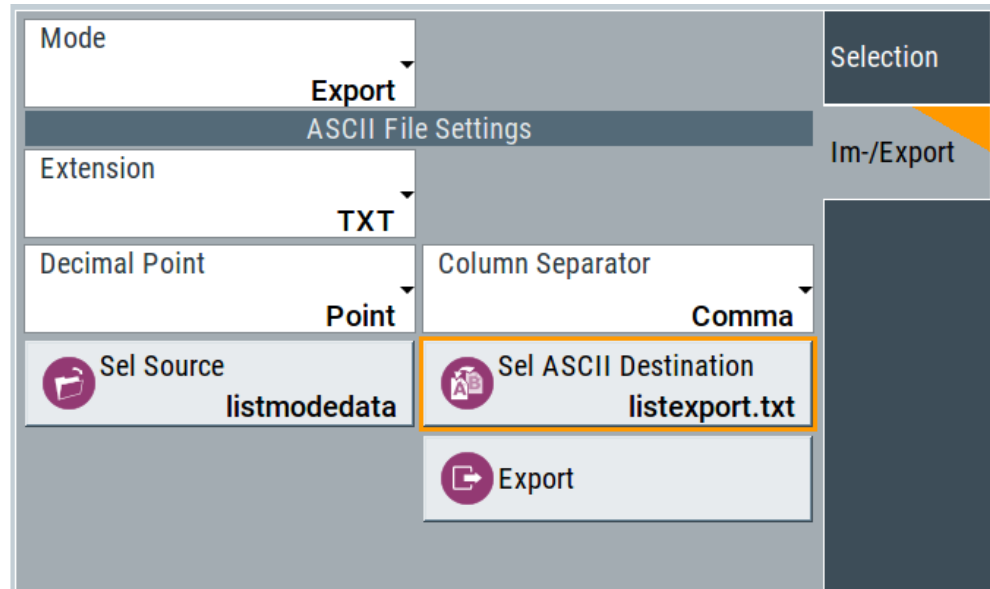 Mode
Export
Selection
ASCII File Settings
Im-/Export
Extension
TXT
Decimal Point
Point
Column Separator
Comma
Sel Source
listmodedata
Sel ASCII Destination
listexport.txt
Export